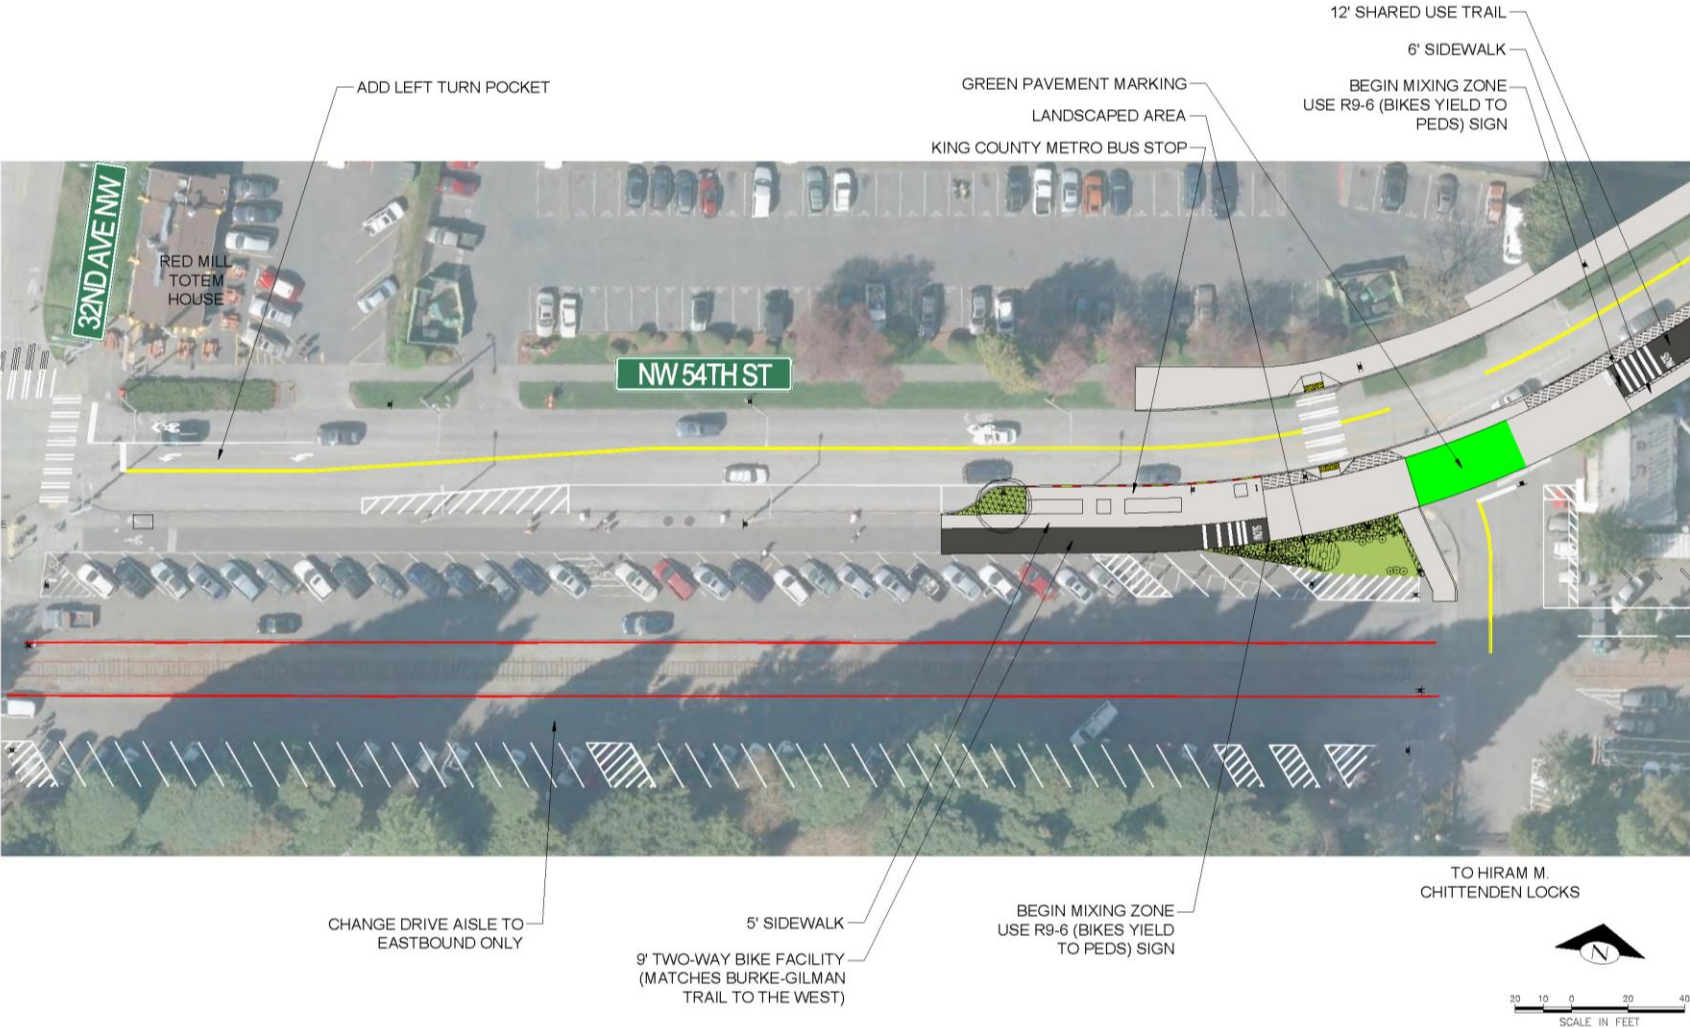 12' SHARED USE TRAIL
6' SIDEWALK
BEGIN MIXING ZONE
USE R9-6 (BIKES YIELD TO
PEDS) SIGN
GREEN PAVEMENT MARKING
LANDSCAPED AREA
KING COUNTY METRO BUS STOP
ADD LEFT TURN POCKET
32ND AVE NW
RED MILL
TOTEM
HOUSE
NW 54TH ST
TO HIRAM M.
CHITTENDEN LOCKS
CHANGE DRIVE AISLE TO
EASTBOUND ONLY
5' SIDEWALK
9' TWO-WAY BIKE FACILITY
(MATCHES BURKE-GILMAN
TRAIL TO THE WEST)
BEGIN MIXING ZONE
USE R9-6 (BIKES YIELD
TO PEDS) SIGN
N
20 10 0 20 40
SCALE IN FEET